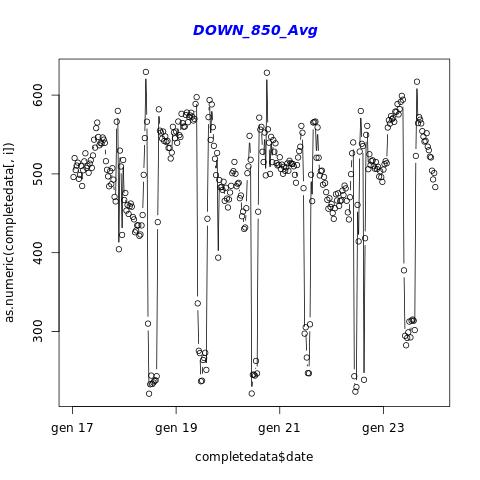 DOWN_850_Avg
as.numeric(completedata[, i])
600
500
400
300
gen 17
gen 19
gen 21
gen 23
completedata$date